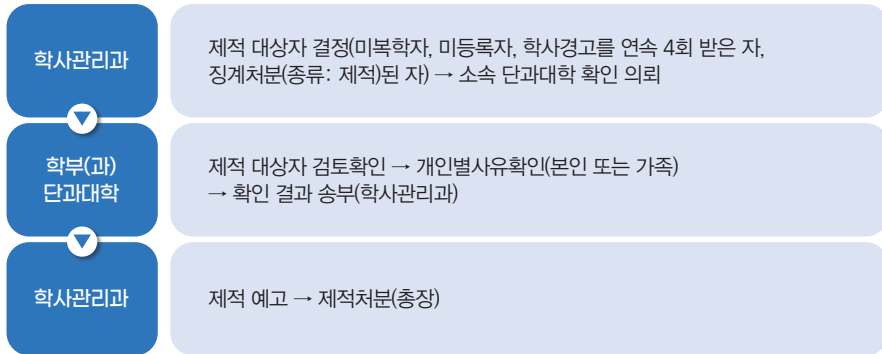 학사관리과
제적 대상자 결정(미복학자, 미등록자, 학사경고를 연속 4회 받은 자,
징계처분(종류: 제적)된 자) → 소속 단과대학 확인 의뢰
학부(과)
단과대학
제적 대상자 검토확인 → 개인별사유확인(본인 또는 가족)
→ 확인 결과 송부(학사관리과)
학사관리과
제적 예고 → 제적처분(총장)